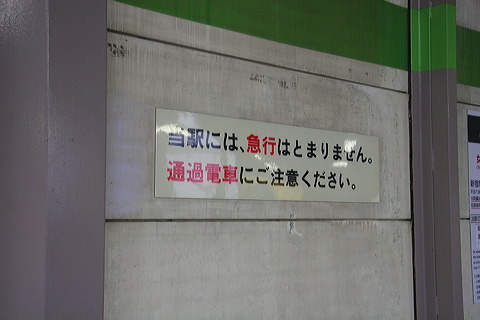 当駅には、急行はとまりません。
通過電車にご注意ください。